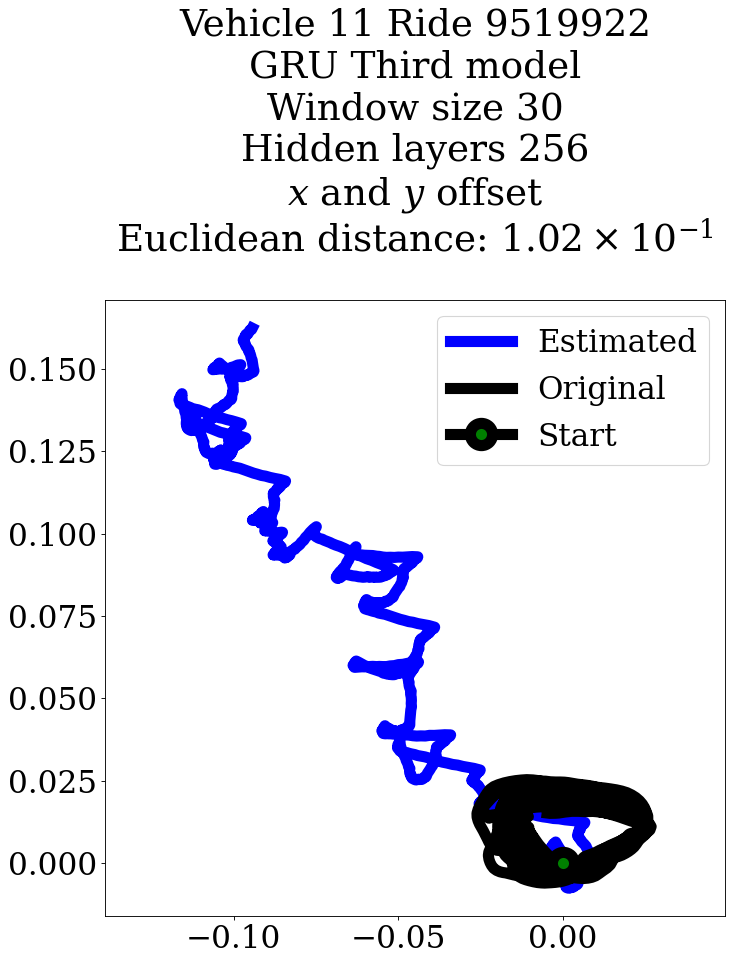 Vehicle 11 Ride 9519922
GRU Third model
Window size 30
Hidden layers 256
x and y offset
Euclidean distance: 1.02 × 10⁻¹
Estimated
Original
Start
0.150
0.125
0.100
0.075
0.050
0.025
0.000
−0.10 −0.05 0.00